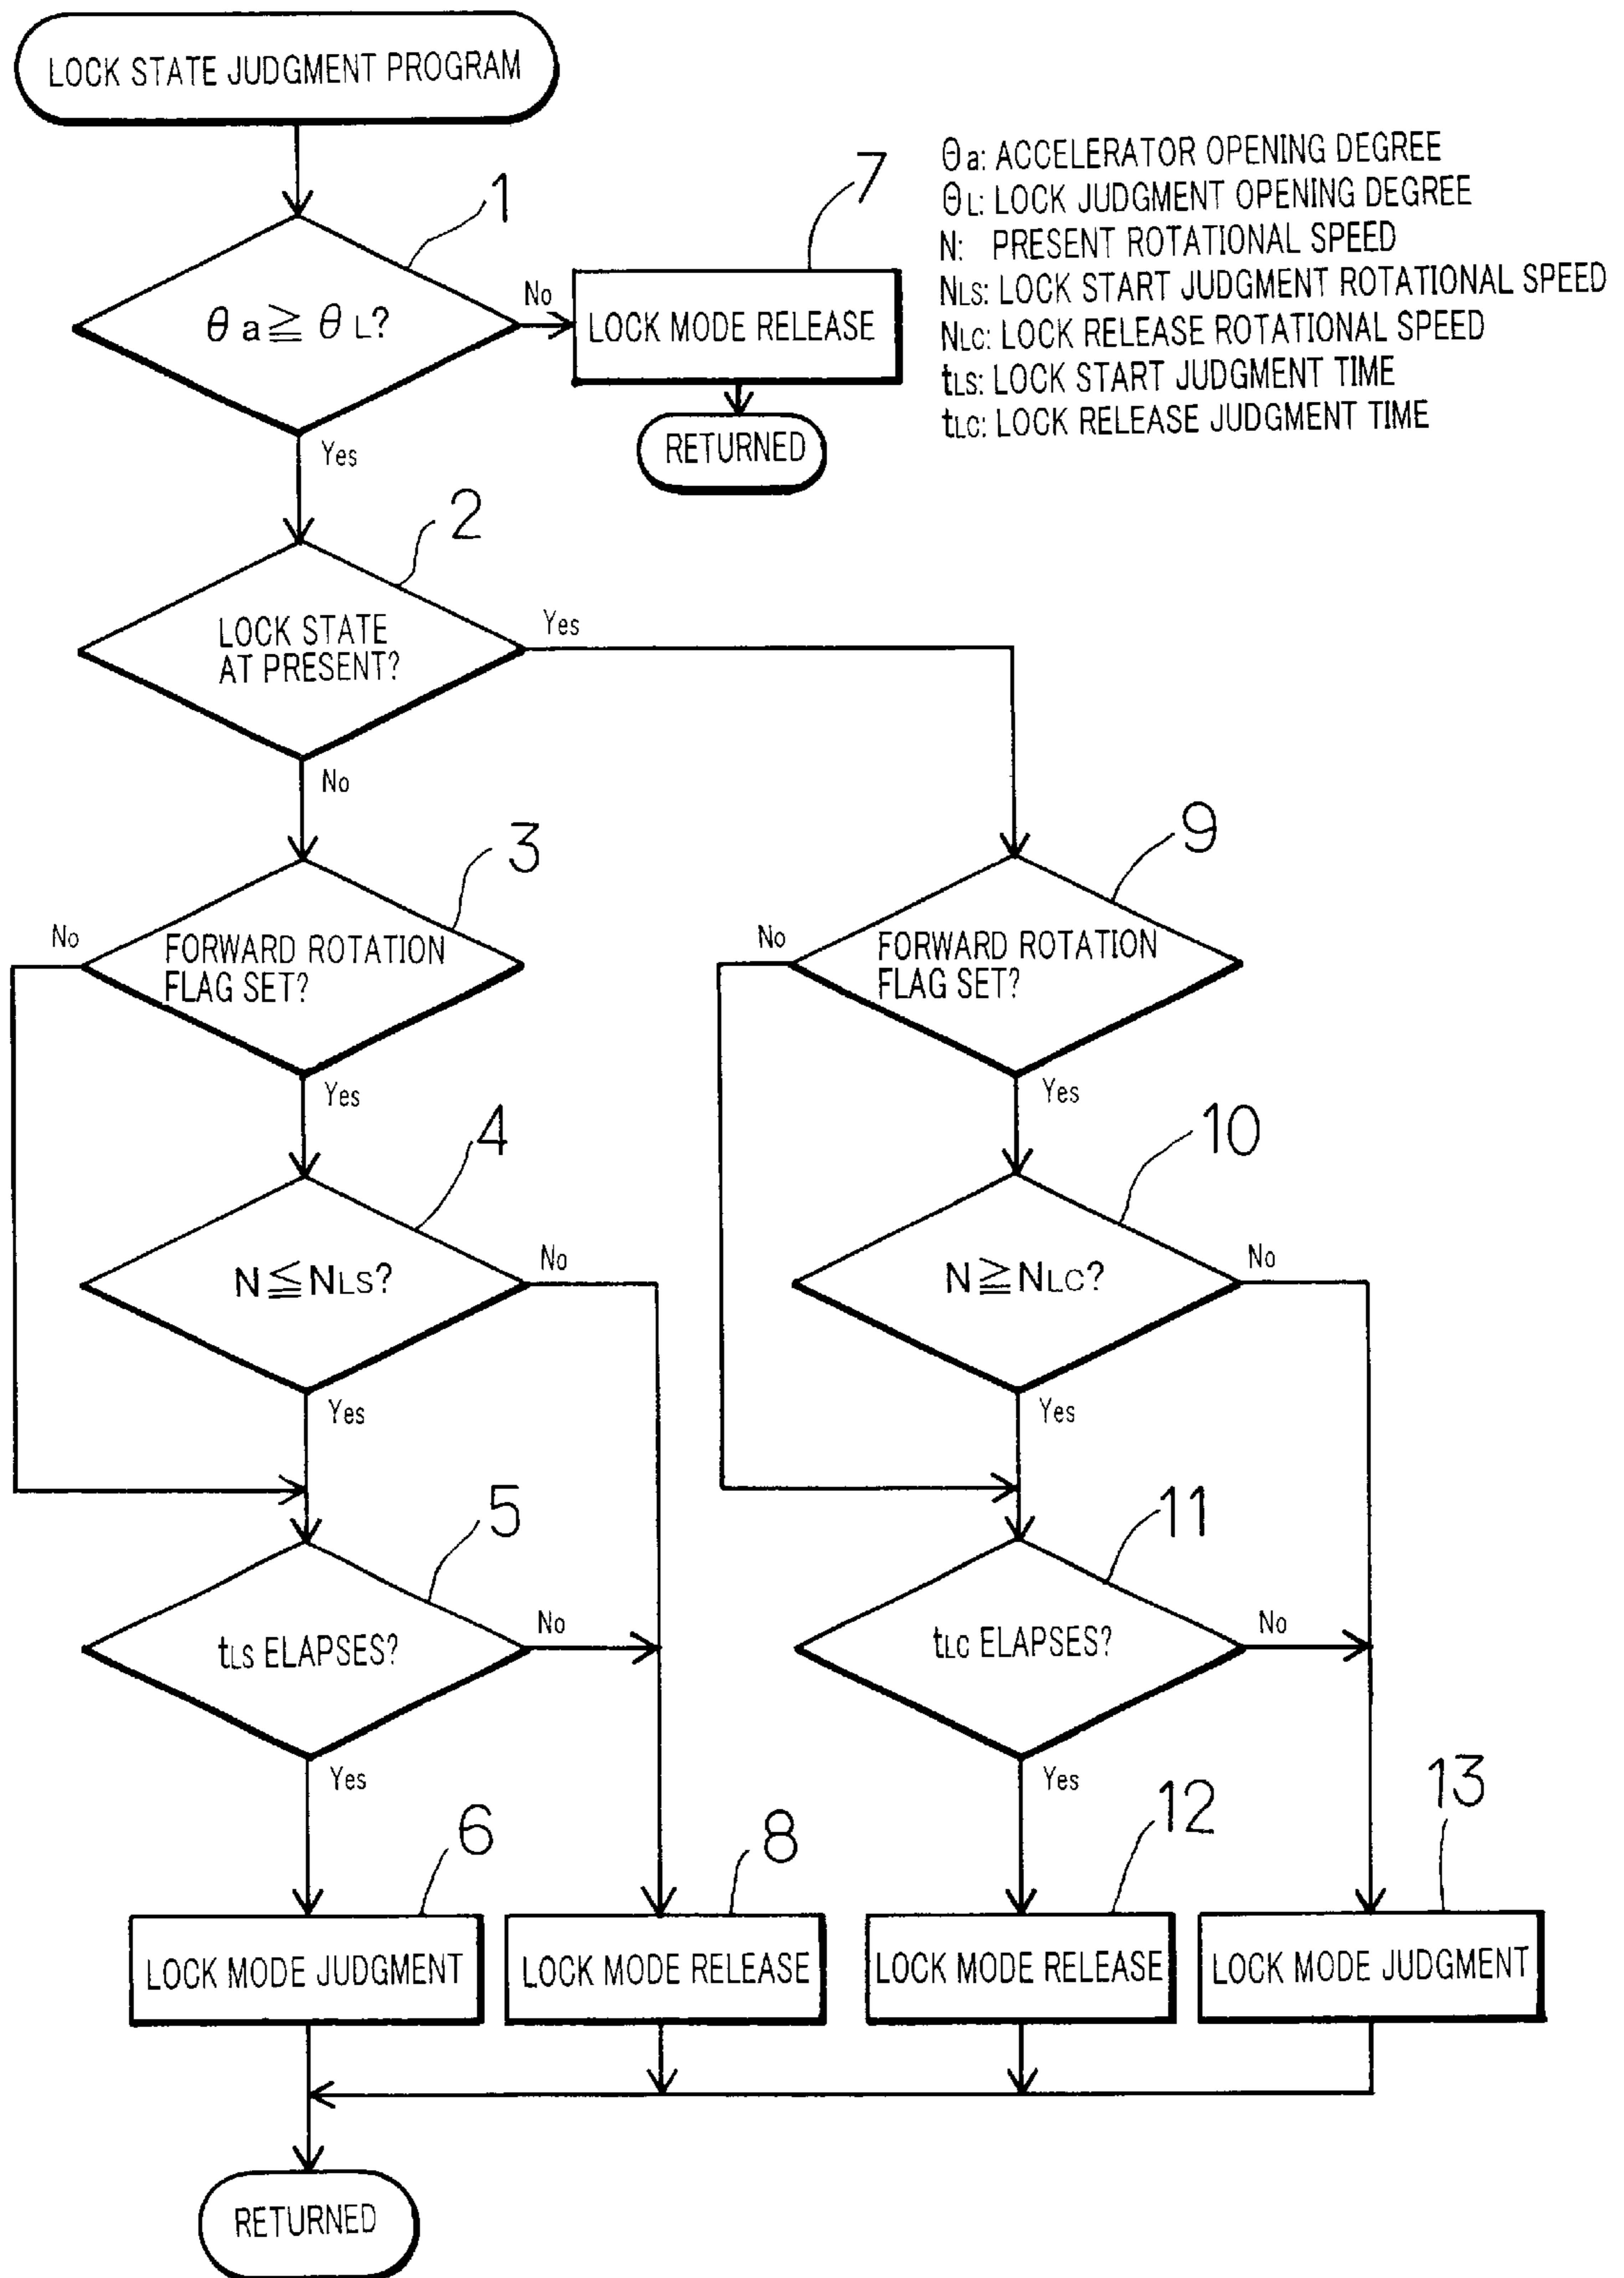 LOCK STATE JUDGMENT PROGRAM
θa: ACCELERATOR OPENING DEGREE
θL: LOCK JUDGMENT OPENING DEGREE
N: PRESENT ROTATIONAL SPEED
NLS: LOCK START JUDGMENT ROTATIONAL SPEED
NLC: LOCK RELEASE ROTATIONAL SPEED
tLS: LOCK START JUDGMENT TIME
tLC: LOCK RELEASE JUDGMENT TIME
1
θa≧θL?
No
Yes
7
LOCK MODE RELEASE
RETURNED
2
LOCK STATE
AT PRESENT?
Yes
No
3
FORWARD ROTATION
FLAG SET?
No
Yes
9
FORWARD ROTATION
FLAG SET?
No
Yes
4
N≦NLS?
No
Yes
10
N≧NLC?
No
Yes
5
tLS ELAPSES?
No
Yes
11
tLC ELAPSES?
No
Yes
6
LOCK MODE JUDGMENT
8
LOCK MODE RELEASE
12
LOCK MODE RELEASE
13
LOCK MODE JUDGMENT
RETURNED